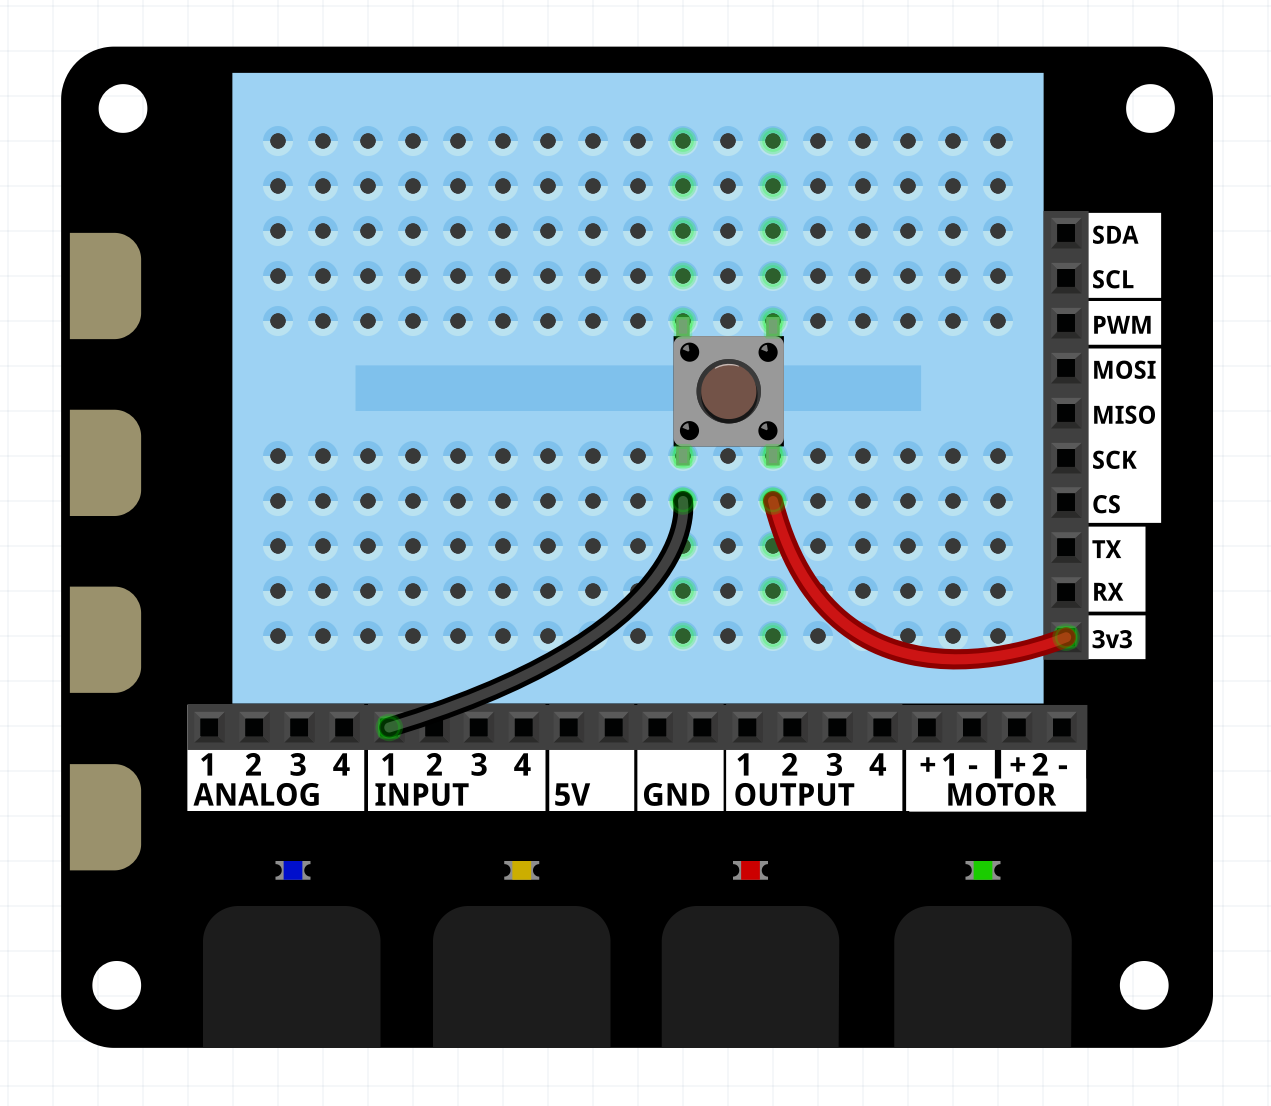 SDA
SCL
PWM
MOSI
MISO
SCK
CS
TX
RX
3v3
1 2 3 4 1 2 3 4 1 2 3 4 + 1 - + 2 -
ANALOG INPUT 5V GND OUTPUT MOTOR